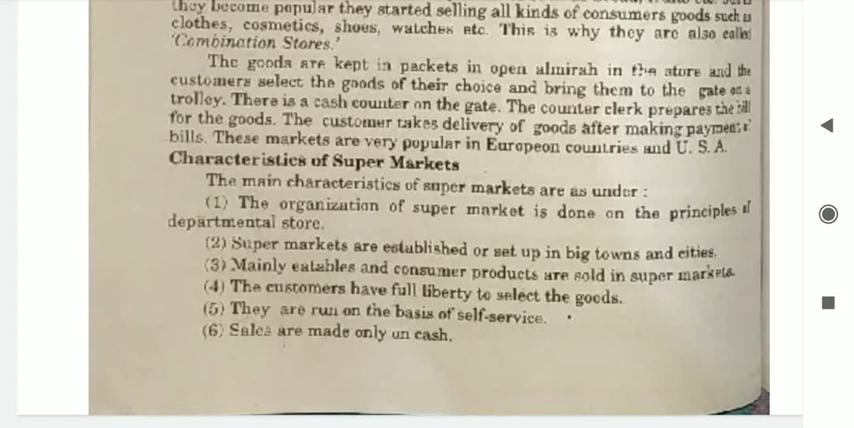 they become popular they started selling all kinds of consumers goods such as
clothes, cosmetics, shoes, watches etc. This is why they are also called
'Combination Stores.'
The goods are kept in packets in open almirah in the store and the
customers select the goods of their choice and bring them to the gate on a
trolley. There is a cash counter on the gate. The counter clerk prepares the bill
for the goods. The customer takes delivery of goods after making payment of
bills. These markets are very popular in Europeon countries and U. S. A.
Characteristics of Super Markets
The main characteristics of super markets are as under :
(1) The organization of super market is done on the principles of
departmental store.
(2) Super markets are established or set up in big towns and cities.
(3) Mainly eatables and consumer products are sold in super markets.
(4) The customers have full liberty to select the goods.
(5) They are run on the basis of self-service.
(6) Sales are made only on cash.